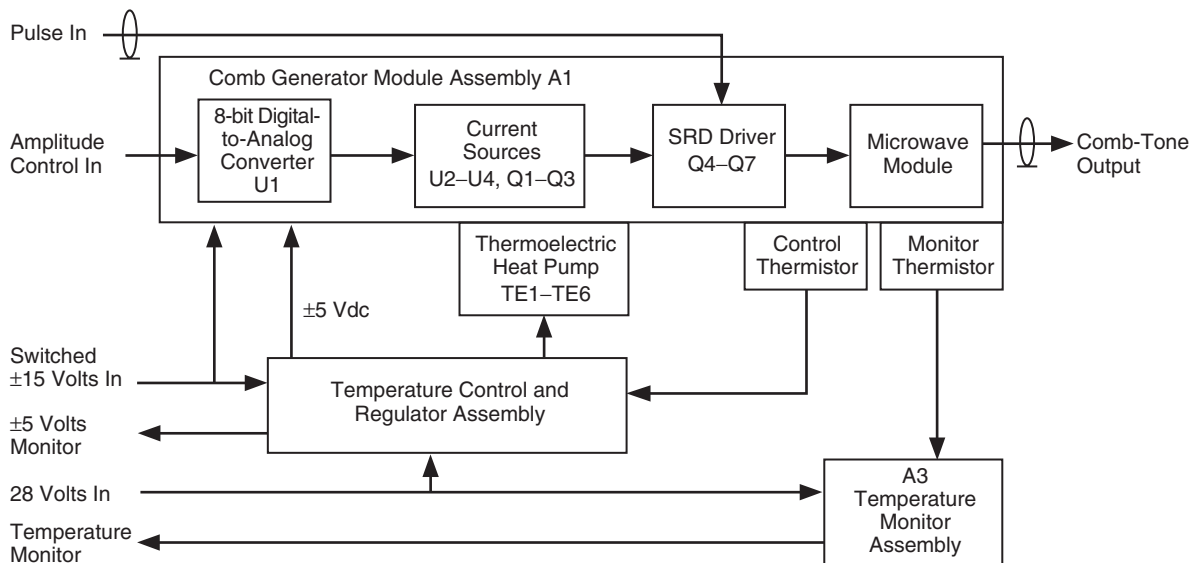 Pulse In
Comb Generator Module Assembly A1
Amplitude
Control In
8-bit Digital-
to-Analog
Converter
U1
Current
Sources
U2–U4, Q1–Q3
SRD Driver
Q4–Q7
Microwave
Module
Comb-Tone
Output
Thermoelectric
Heat Pump
TE1–TE6
Control
Thermistor
Monitor
Thermistor
±5 Vdc
Switched
±15 Volts In
Temperature Control and
Regulator Assembly
±5 Volts
Monitor
28 Volts In
A3
Temperature
Monitor
Assembly
Temperature
Monitor